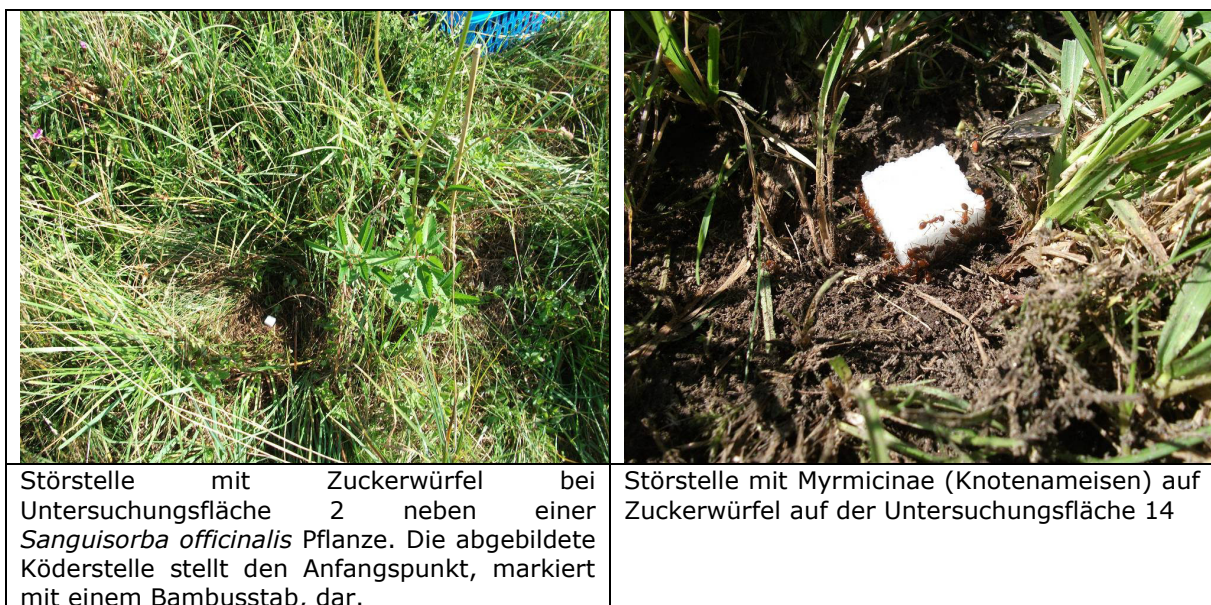 Störstelle mit Zuckerwürfel bei
Untersuchungsfläche 2 neben einer
Sanguisorba officinalis Pflanze. Die abgebildete
Köderstelle stellt den Anfangspunkt, markiert
mit einem Bambusstab, dar.
Störstelle mit Myrmicinae (Knotenameisen) auf
Zuckerwürfel auf der Untersuchungsfläche 14